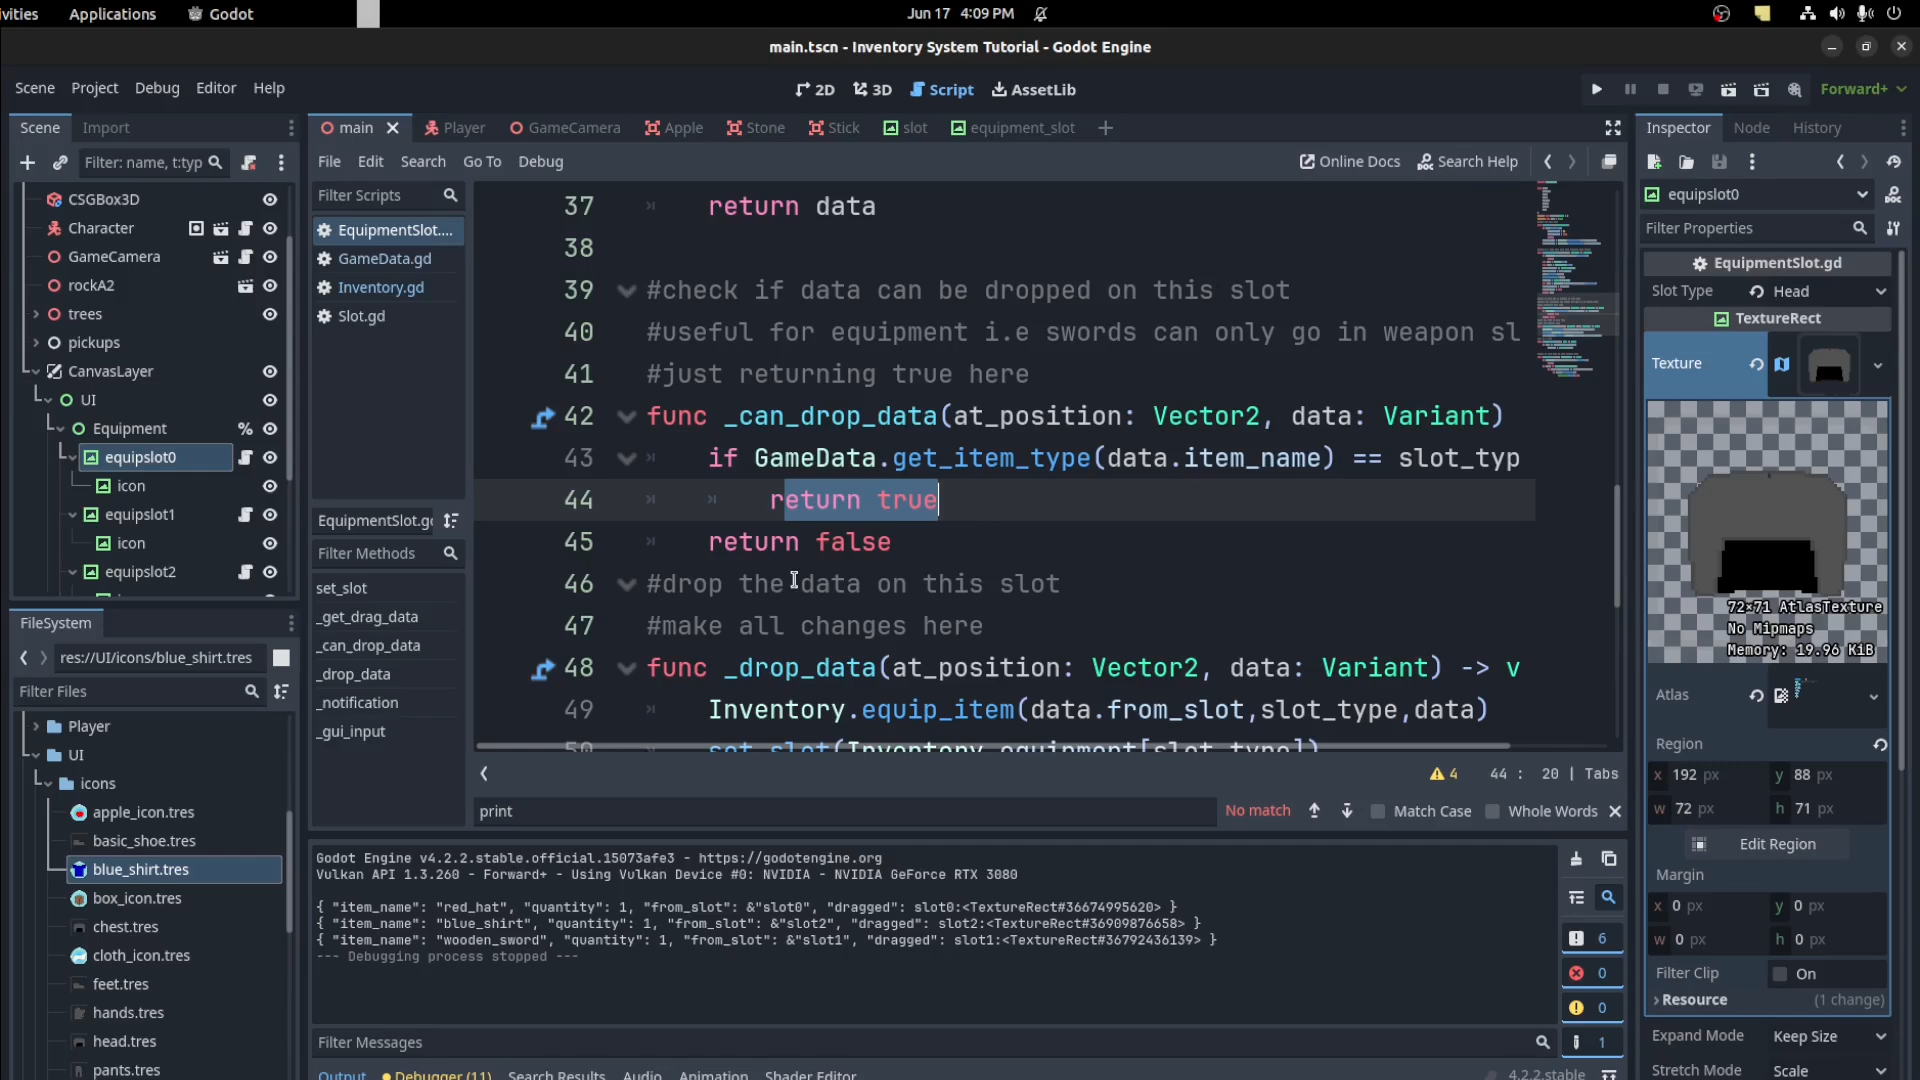 ivities
Applications
Godot
Jun 17 4:09 PM
main.tscn - Inventory System Tutorial - Godot Engine
Scene Project Debug Editor Help
2D 3D Script AssetLib
Forward+
Scene Import
Filter: name, t:typ
CSGBox3D
Character
GameCamera
rockA2
trees
pickups
CanvasLayer
UI
Equipment
equipslot0
icon
equipslot1
icon
equipslot2
FileSystem
res://UI/icons/blue_shirt.tres
Filter Files
Player
UI
icons
apple_icon.tres
basic_shoe.tres
blue_shirt.tres
box_icon.tres
chest.tres
cloth_icon.tres
feet.tres
hands.tres
head.tres
pants.tres
main Player GameCamera Apple Stone Stick slot equipment_slot
File Edit Search Go To Debug
Online Docs Search Help
Filter Scripts
EquipmentSlot....
GameData.gd
Inventory.gd
Slot.gd
EquipmentSlot.g
Filter Methods
set_slot
_get_drag_data
_can_drop_data
_drop_data
_notification
_gui_input
37 return data
38
39 #check if data can be dropped on this slot
40 #useful for equipment i.e swords can only go in weapon sl
41 #just returning true here
42 func _can_drop_data(at_position: Vector2, data: Variant)
43 if GameData.get_item_type(data.item_name) == slot_typ
44 return true
45 return false
46 #drop the data on this slot
47 #make all changes here
48 func _drop_data(at_position: Vector2, data: Variant) -> v
49 Inventory.equip_item(data.from_slot,slot_type,data)
50 set_slot(Inventory.equipment[slot_type])
4 44 : 20 | Tabs
print
No match
Match Case
Whole Words
Godot Engine v4.2.2.stable.official.15073afe3 - https://godotengine.org
Vulkan API 1.3.260 - Forward+ - Using Vulkan Device #0: NVIDIA - NVIDIA GeForce RTX 3080
{ "item_name": "red_hat", "quantity": 1, "from_slot": &"slot0", "dragged": slot0:<TextureRect#36674995620> }
{ "item_name": "blue_shirt", "quantity": 1, "from_slot": &"slot2", "dragged": slot2:<TextureRect#36909876658> }
{ "item_name": "wooden_sword", "quantity": 1, "from_slot": &"slot1", "dragged": slot1:<TextureRect#36792436139> }
--- Debugging process stopped ---
6
0
0
1
Filter Messages
Output Debugger (11) Search Results Audio Animation Shader Editor
4.2.2.stable
Inspector Node History
equipslot0
Filter Properties
EquipmentSlot.gd
Slot Type Head
TextureRect
Texture
72×71 AtlasTexture
No Mipmaps
Memory: 19.96 KiB
Atlas
Region
x 192 px y 88 px
w 72 px h 71 px
Edit Region
Margin
x 0 px y 0 px
w 0 px h 0 px
Filter Clip On
Resource (1 change)
Expand Mode Keep Size
Stretch Mode Scale